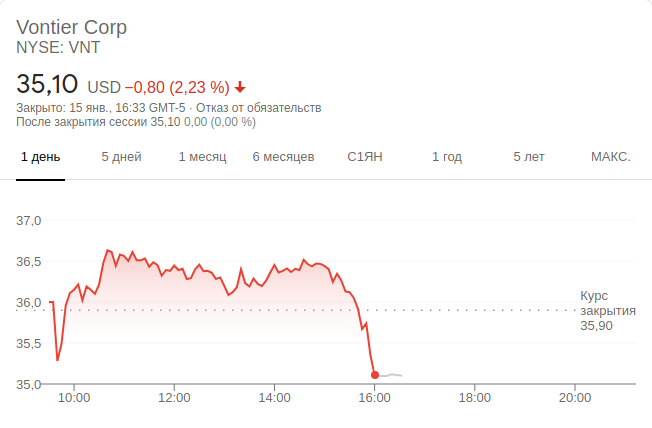 Vontier Corp
NYSE: VNT
35,10 USD −0,80 (2,23 %)
Закрыто: 15 янв., 16:33 GMT-5 · Отказ от обязательств
После закрытия сессии 35,10 0,00 (0,00 %)
1 день 5 дней 1 месяц 6 месяцев С1ЯН 1 год 5 лет МАКС.
37,0
36,5
36,0
35,5
35,0
Курс
закрытия
35,90
10:00 12:00 14:00 16:00 18:00 20:00